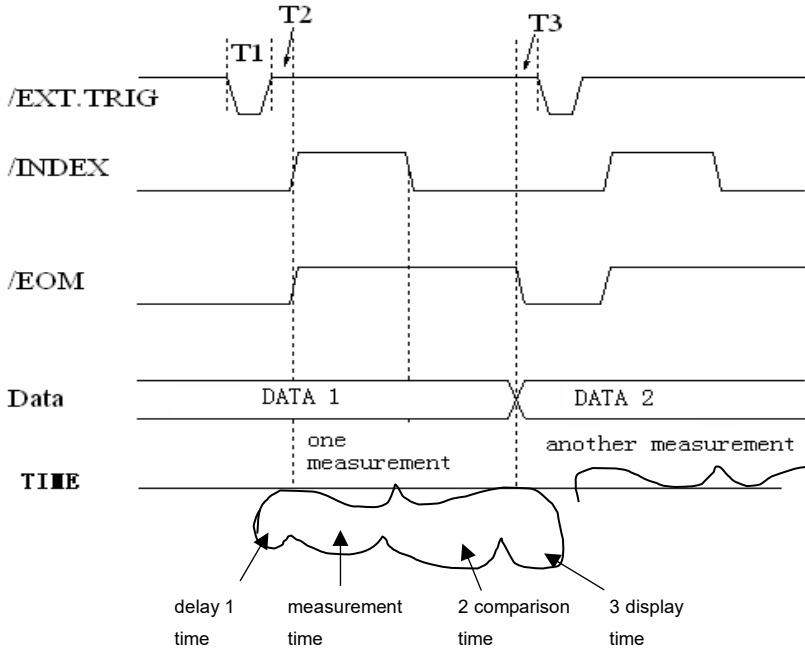 T2
T3
T1
/EXT.TRIG
/INDEX
/EOM
Data
DATA 1
DATA 2
one
measurement
another measurement
TIME
delay 1
time
measurement
time
2 comparison
time
3 display
time